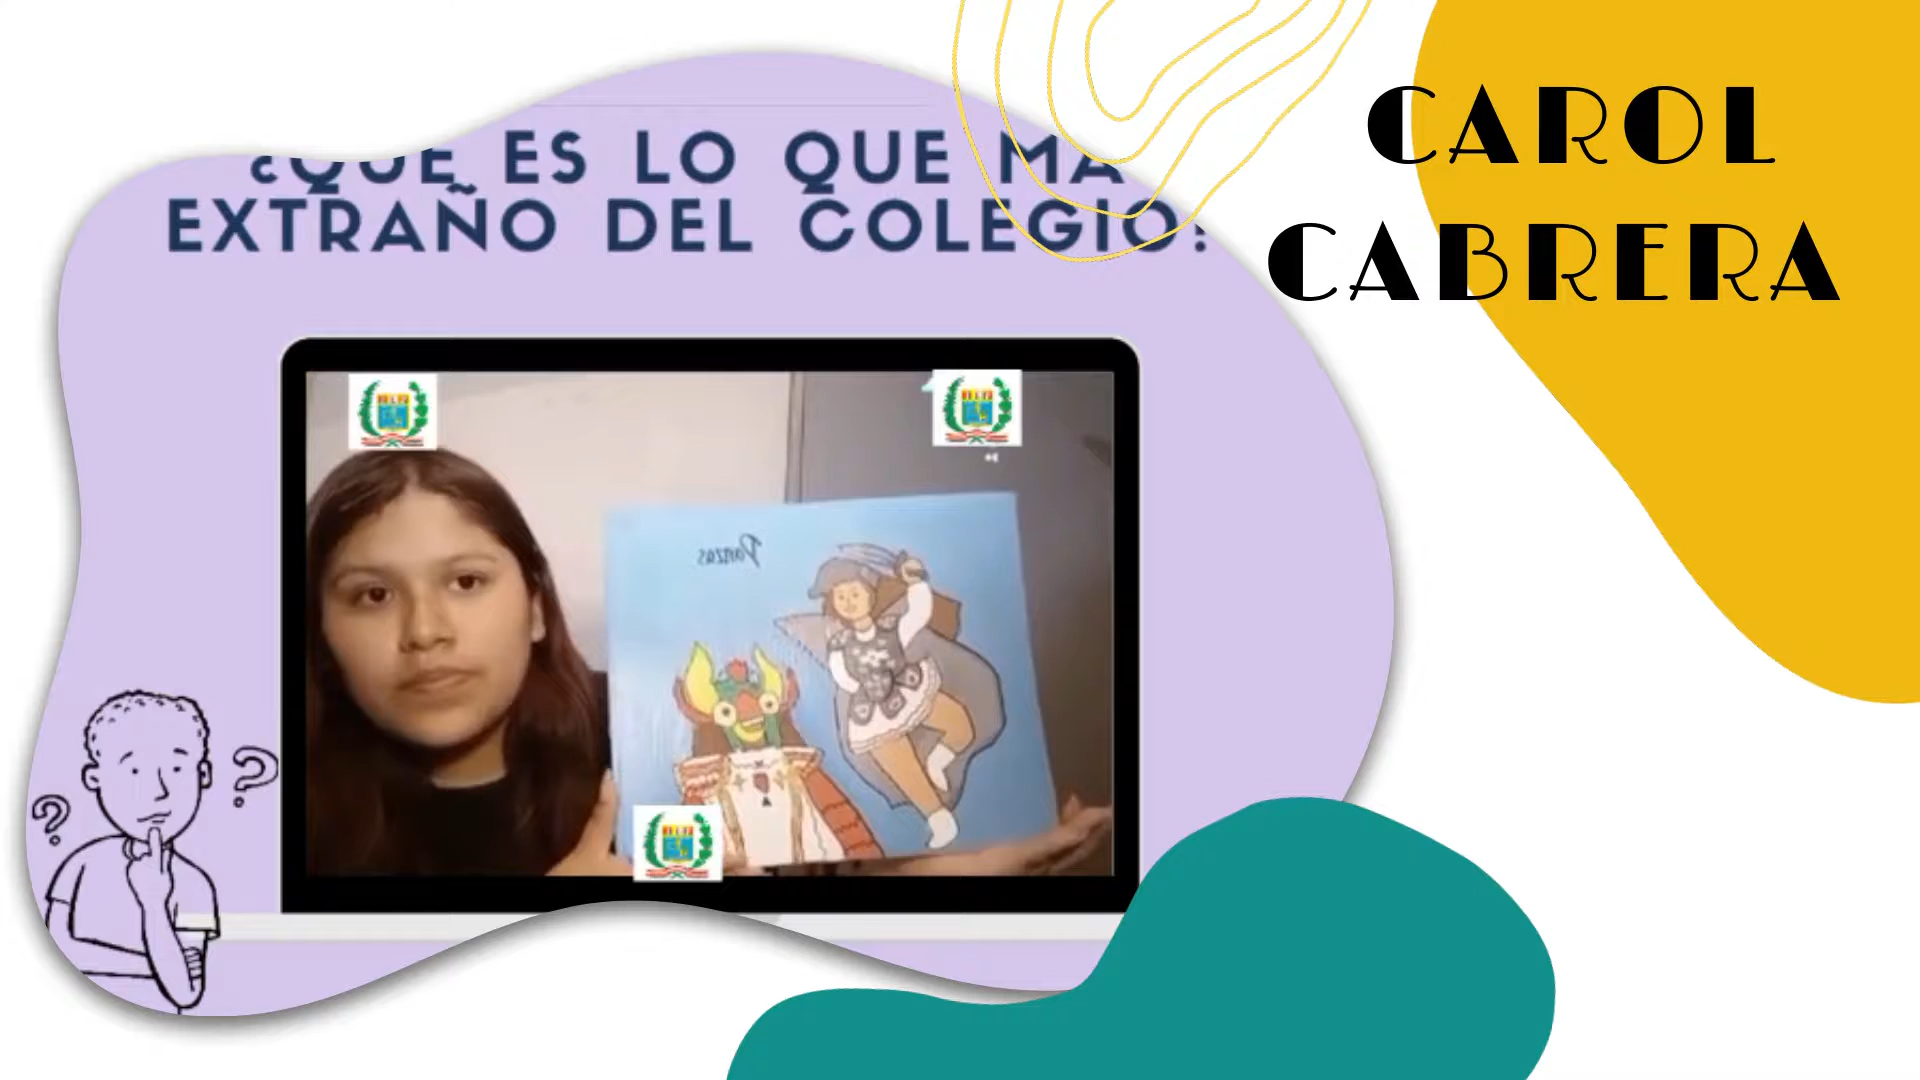 ¿QUE ES LO QUE MA
EXTRAÑO DEL COLEGIO?
CAROL
CABRERA
Danzas